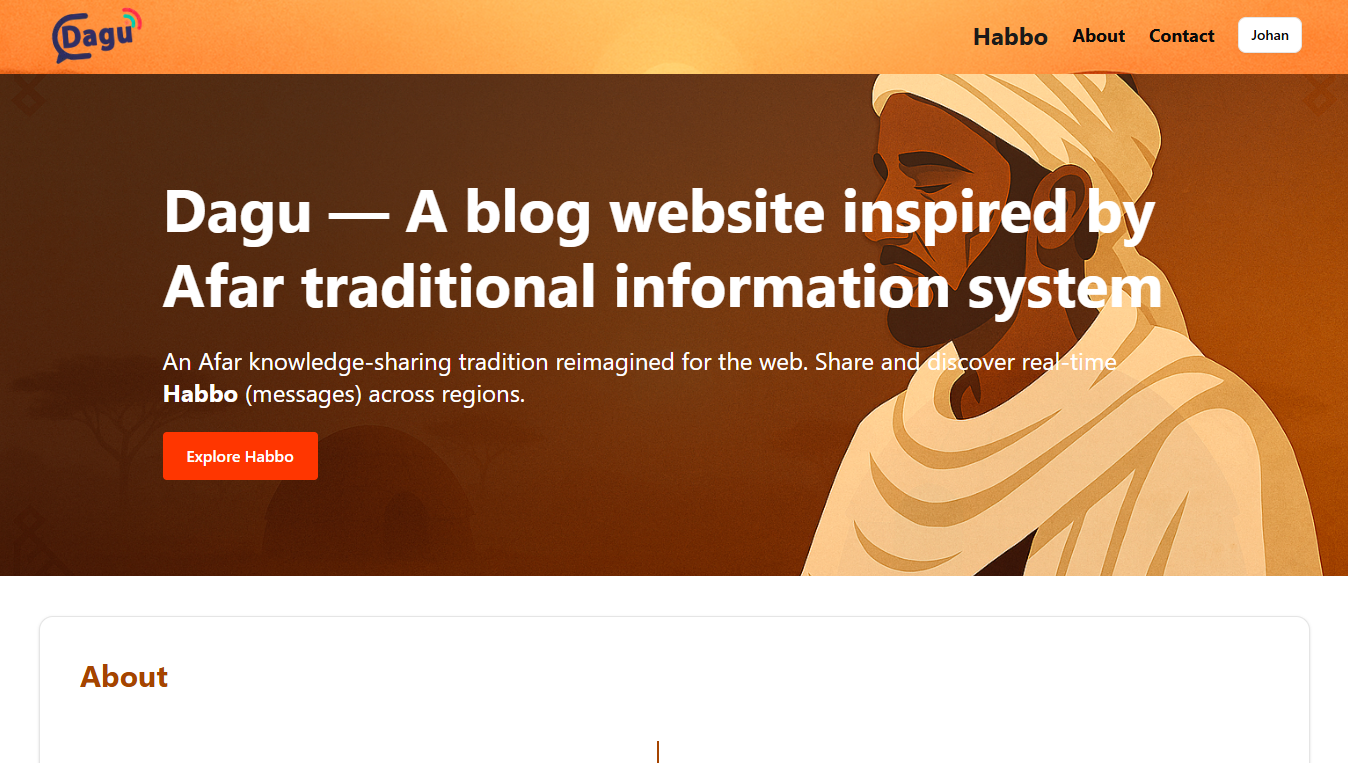 Dagu
Habbo
About
Contact
Johan
Dagu — A blog website inspired by
Afar traditional information system
An Afar knowledge-sharing tradition reimagined for the web. Share and discover real-time
Habbo (messages) across regions.
Explore Habbo
About